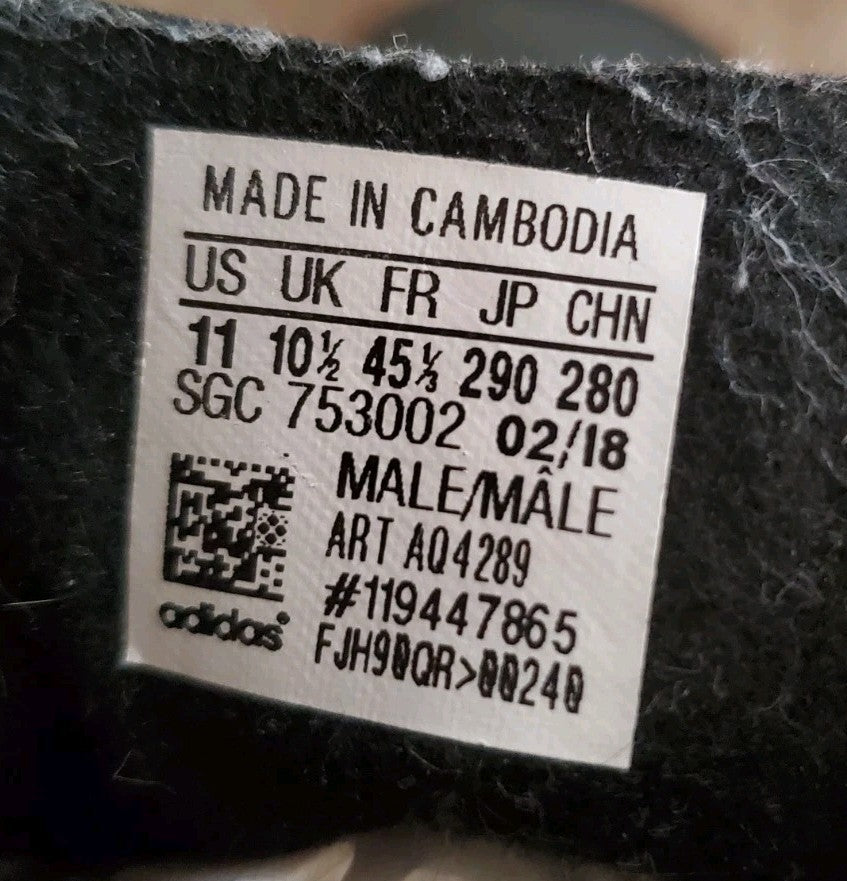 MADE IN CAMBODIA
US UK FR JP CHN
11 10½ 45⅓ 290 280
SGC 753002 02/18
MALE/MÂLE
ART AQ4289
#119447865
adidas
FJH90QR>00240